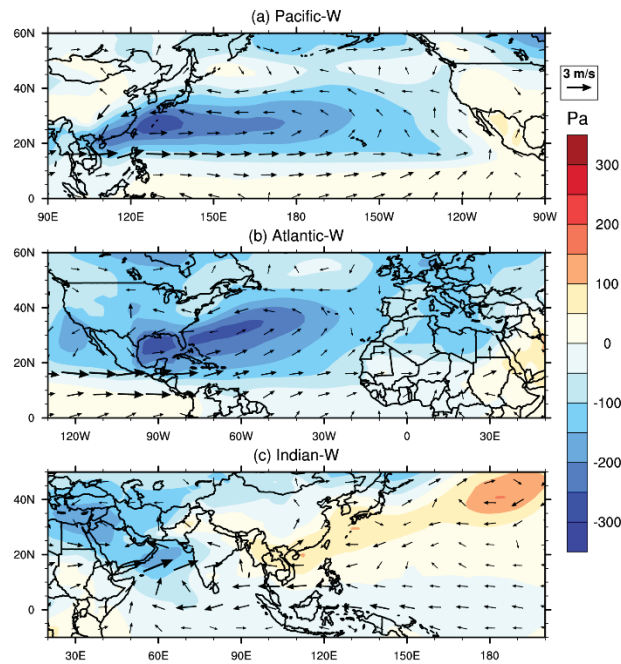 (a) Pacific-W
60N
40N
20N
0
90E 120E 150E 180 150W 120W 90W
3 m/s
Pa
300
200
100
0
-100
-200
-300
(b) Atlantic-W
60N
40N
20N
0
120W 90W 60W 30W 0 30E
(c) Indian-W
40N
20N
0
30E 60E 90E 120E 150E 180